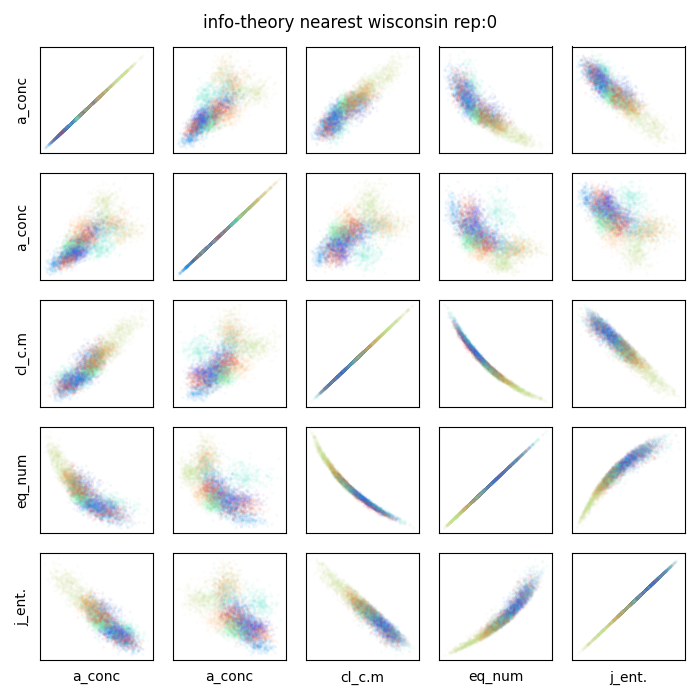 info-theory nearest wisconsin rep:0
a_conc
a_conc
cl_c.m
eq_num
j_ent.
a_conc
a_conc
cl_c.m
eq_num
j_ent.